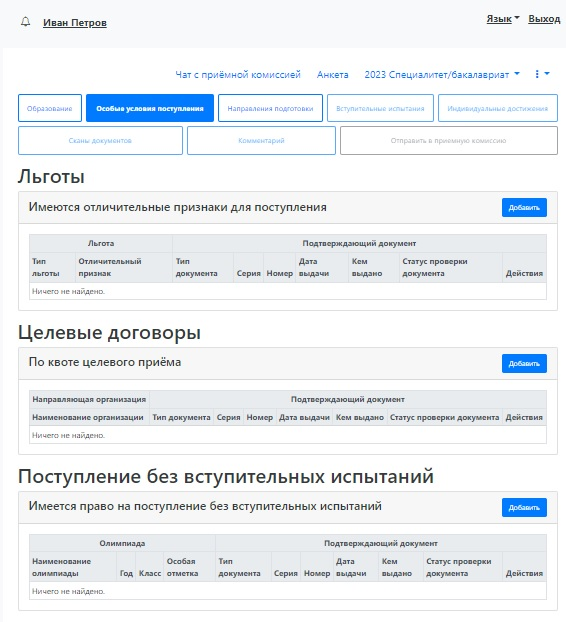 Иван Петров
Язык Выход
Чат с приёмной комиссией Анкета 2023 Специалитет/бакалавриат
Образование Особые условия поступления Направления подготовки Вступительные испытания Индивидуальные достижения
Сканы документов Комментарий Отправить в приемную комиссию
Льготы
Имеются отличительные признаки для поступления Добавить
Льгота Подтверждающий документ
Тип льготы Отличительный признак Тип документа Серия Номер Дата выдачи Кем выдано Статус проверки документа Действия
Ничего не найдено.
Целевые договоры
По квоте целевого приёма Добавить
Направляющая организация Подтверждающий документ
Наименование организации Тип документа Серия Номер Дата выдачи Кем выдано Статус проверки документа Действия
Ничего не найдено.
Поступление без вступительных испытаний
Имеется право на поступление без вступительных испытаний Добавить
Олимпиада Подтверждающий документ
Наименование олимпиады Год Класс Особая отметка Тип документа Серия Номер Дата выдачи Кем выдано Статус проверки документа Действия
Ничего не найдено.